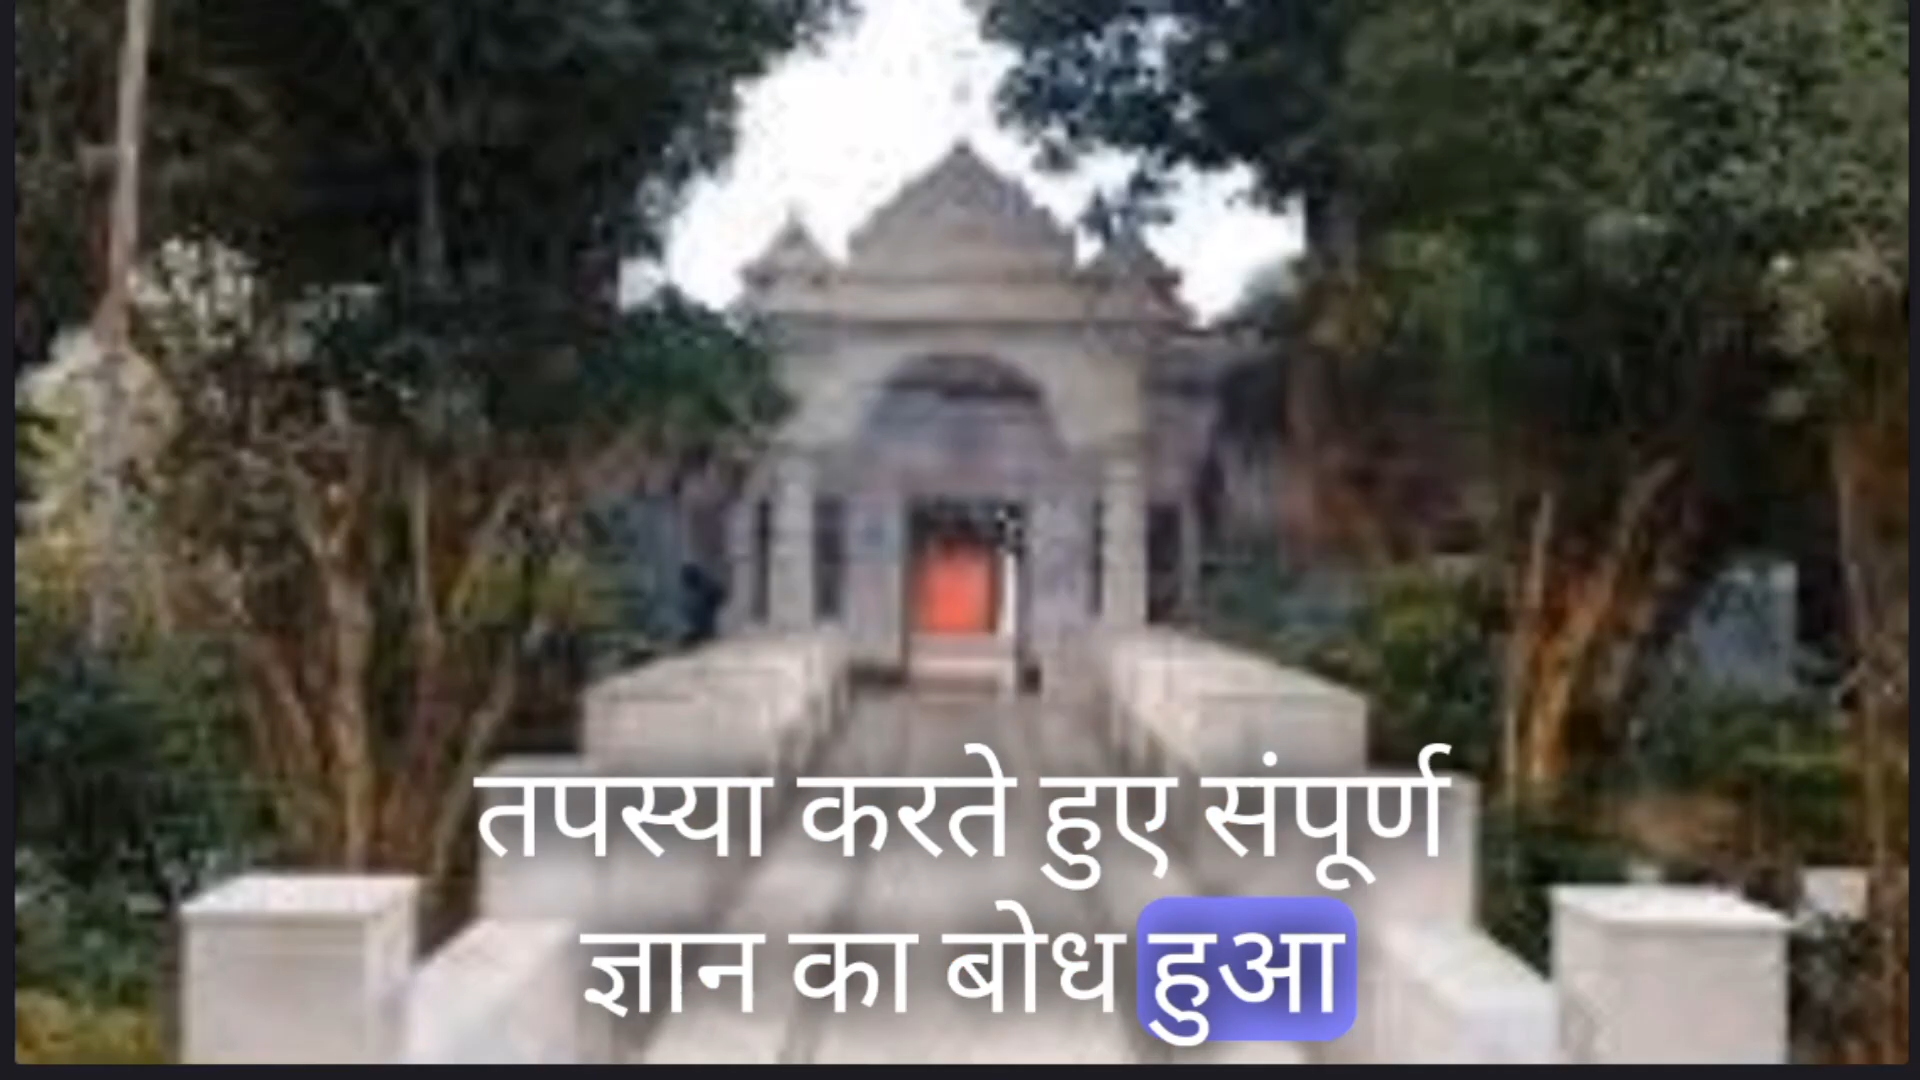 तपस्या करते हुए संपूर्ण
ज्ञान का बोध हुआ